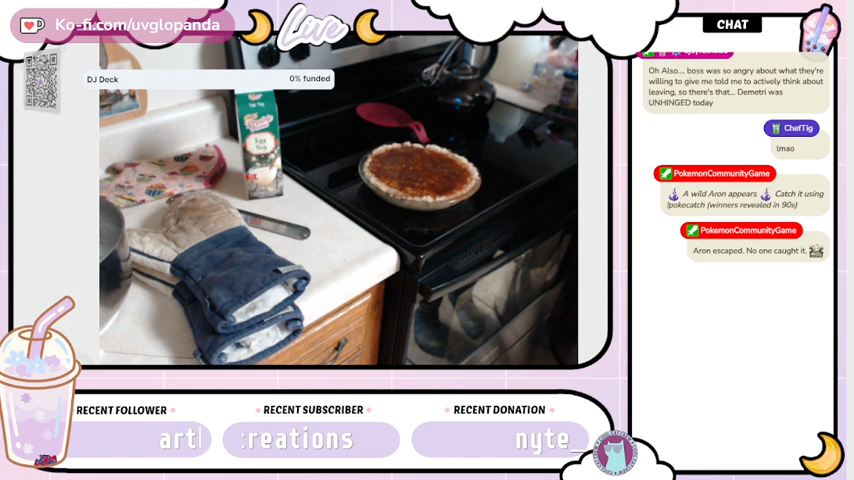 Ko-fi.com/uvglopanda
Live
CHAT
DJ Deck
0% funded
Oh Also.... boss was so angry about what they're
willing to give me told me to actively think about
leaving, so there's that... Demetri was
UNHINGED today
ChefTig
lmao
PokemonCommunityGame
A wild Aron appears Catch it using
!pokecatch (winners revealed in 90s)
PokemonCommunityGame
Aron escaped. No one caught it.
Egg
Nog
RECENT FOLLOWER
RECENT SUBSCRIBER
RECENT DONATION
art
:reations
nyte_